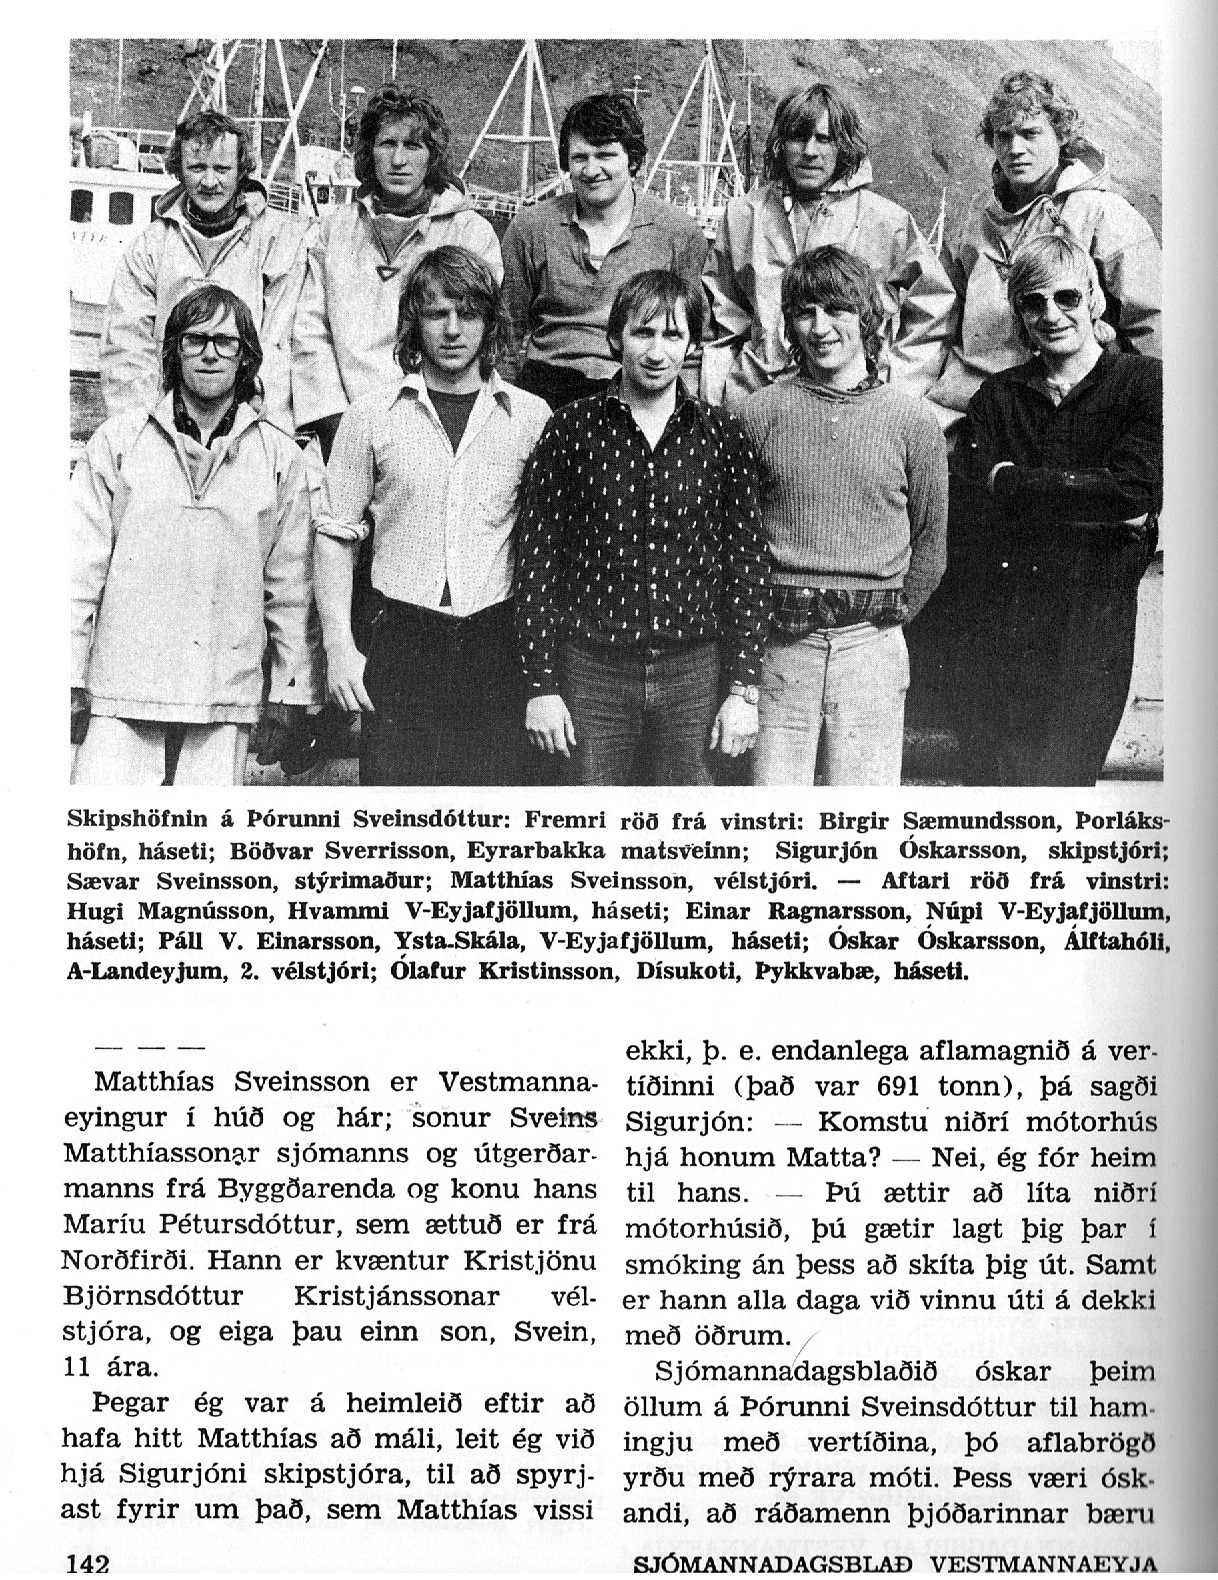 Skipshöfnin á Þórunni Sveinsdóttur: Fremri röð frá vinstri: Birgir Sæmundsson, Þorláks-
höfn, háseti; Böðvar Sverrisson, Eyrarbakka matsveinn; Sigurjón Óskarsson, skipstjóri;
Sævar Sveinsson, stýrimaður; Matthías Sveinsson, vélstjóri. — Aftari röð frá vinstri:
Hugi Magnússon, Hvammi V-Eyjafjöllum, háseti; Einar Ragnarsson, Núpi V-Eyjafjöllum,
háseti; Páll V. Einarsson, Ysta-Skála, V-Eyjafjöllum, háseti; Óskar Óskarsson, Álftahóli,
A-Landeyjum, 2. vélstjóri; Ólafur Kristinsson, Dísukoti, Þykkvabæ, háseti.
— — —
Matthías Sveinsson er Vestmanna-
eyingur í húð og hár; sonur Sveins
Matthíassonar sjómanns og útgerðar-
manns frá Byggðarenda og konu hans
Maríu Pétursdóttur, sem ættuð er frá
Norðfirði. Hann er kvæntur Kristjönu
Björnsdóttur Kristjánssonar vél-
stjóra, og eiga þau einn son, Svein,
11 ára.
Þegar ég var á heimleið eftir að
hafa hitt Matthías að máli, leit ég við
hjá Sigurjóni skipstjóra, til að spyrj-
ast fyrir um það, sem Matthías vissi
ekki, þ. e. endanlega aflamagnið á ver-
tíðinni (það var 691 tonn), þá sagði
Sigurjón: — Komstu niðrí mótorhús
hjá honum Matta? — Nei, ég fór heim
til hans. — Þú ættir að líta niðrí
mótorhúsið, þú gætir lagt þig þar í
smóking án þess að skíta þig út. Samt
er hann alla daga við vinnu úti á dekki
með öðrum.
Sjómannadagsblaðið óskar þeim
öllum á Þórunni Sveinsdóttur til ham-
ingju með vertíðina, þó aflabrögð
yrðu með rýrara móti. Þess væri ósk-
andi, að ráðamenn þjóðarinnar bæru
142
SJÓMANNADAGSBLAÐ VESTMANNAEYJA